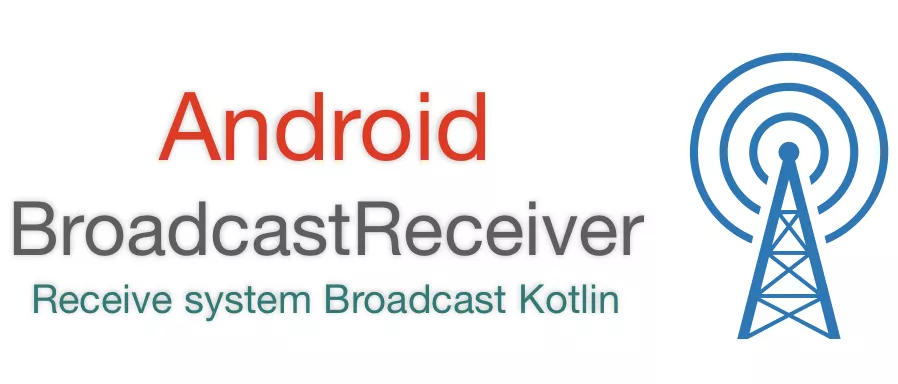 Android
BroadcastReceiver
Receive system Broadcast Kotlin